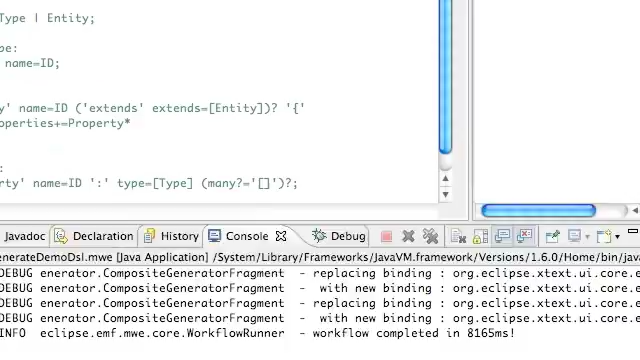 Type | Entity;
pe:
name=ID;
y' name=ID ('extends' extends=[Entity])? '{'
operties+=Property*
:
rty' name=ID ':' type=[Type] (many?='[]')?;
Javadoc Declaration History Console Debug
enerateDemoDsl.mwe [Java Application] /System/Library/Frameworks/JavaVM.framework/Versions/1.6.0/Home/bin/java
DEBUG enerator.CompositeGeneratorFragment - replacing binding : org.eclipse.xtext.ui.core.e
DEBUG enerator.CompositeGeneratorFragment - with new binding : org.eclipse.xtext.ui.core.e
DEBUG enerator.CompositeGeneratorFragment - replacing binding : org.eclipse.xtext.ui.core.e
DEBUG enerator.CompositeGeneratorFragment - with new binding : org.eclipse.xtext.ui.core.e
INFO eclipse.emf.mwe.core.WorkflowRunner - workflow completed in 8165ms!